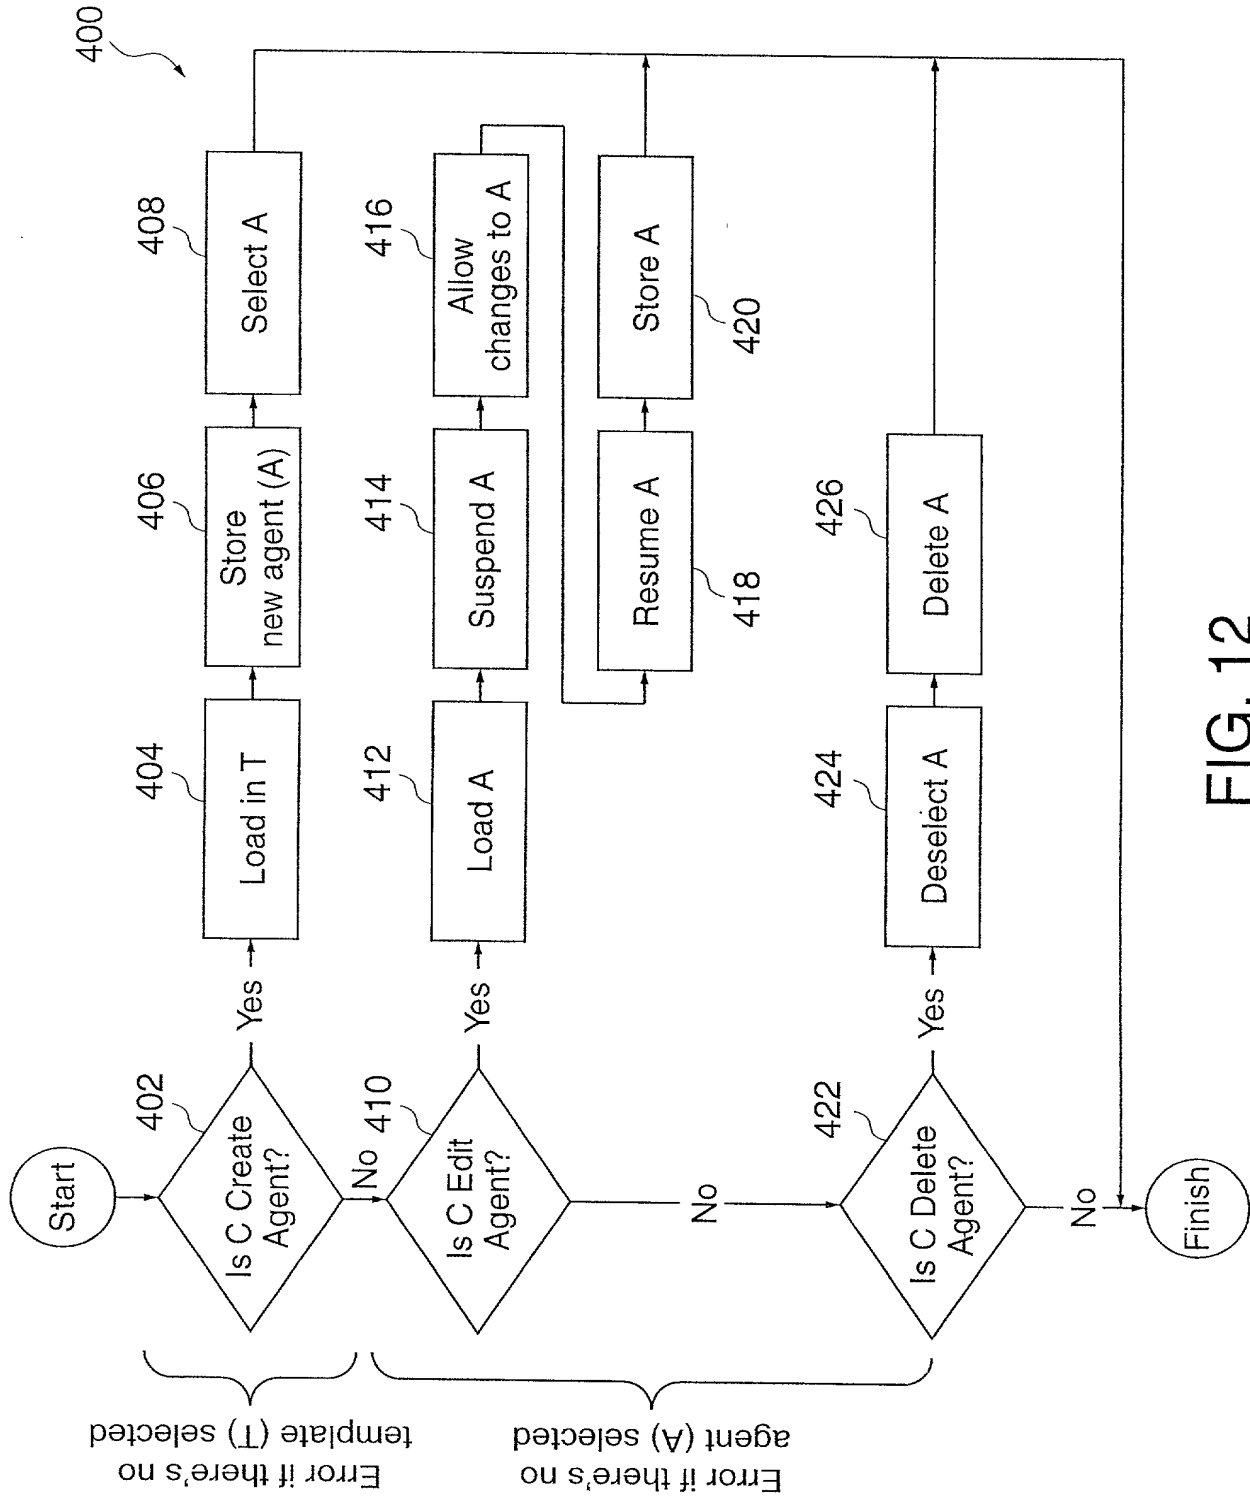 400
Start
402
Is C Create
Agent?
Yes
404
Load in T
406
Store
new agent (A)
408
Select A
No
410
Is C Edit
Agent?
Yes
412
Load A
414
Suspend A
416
Allow
changes to A
418
Resume A
420
Store A
No
422
Is C Delete
Agent?
Yes
424
Deselect A
426
Delete A
No
Finish
Error if there's no
template (T) selected
Error if there's no
agent (A) selected
FIG. 12